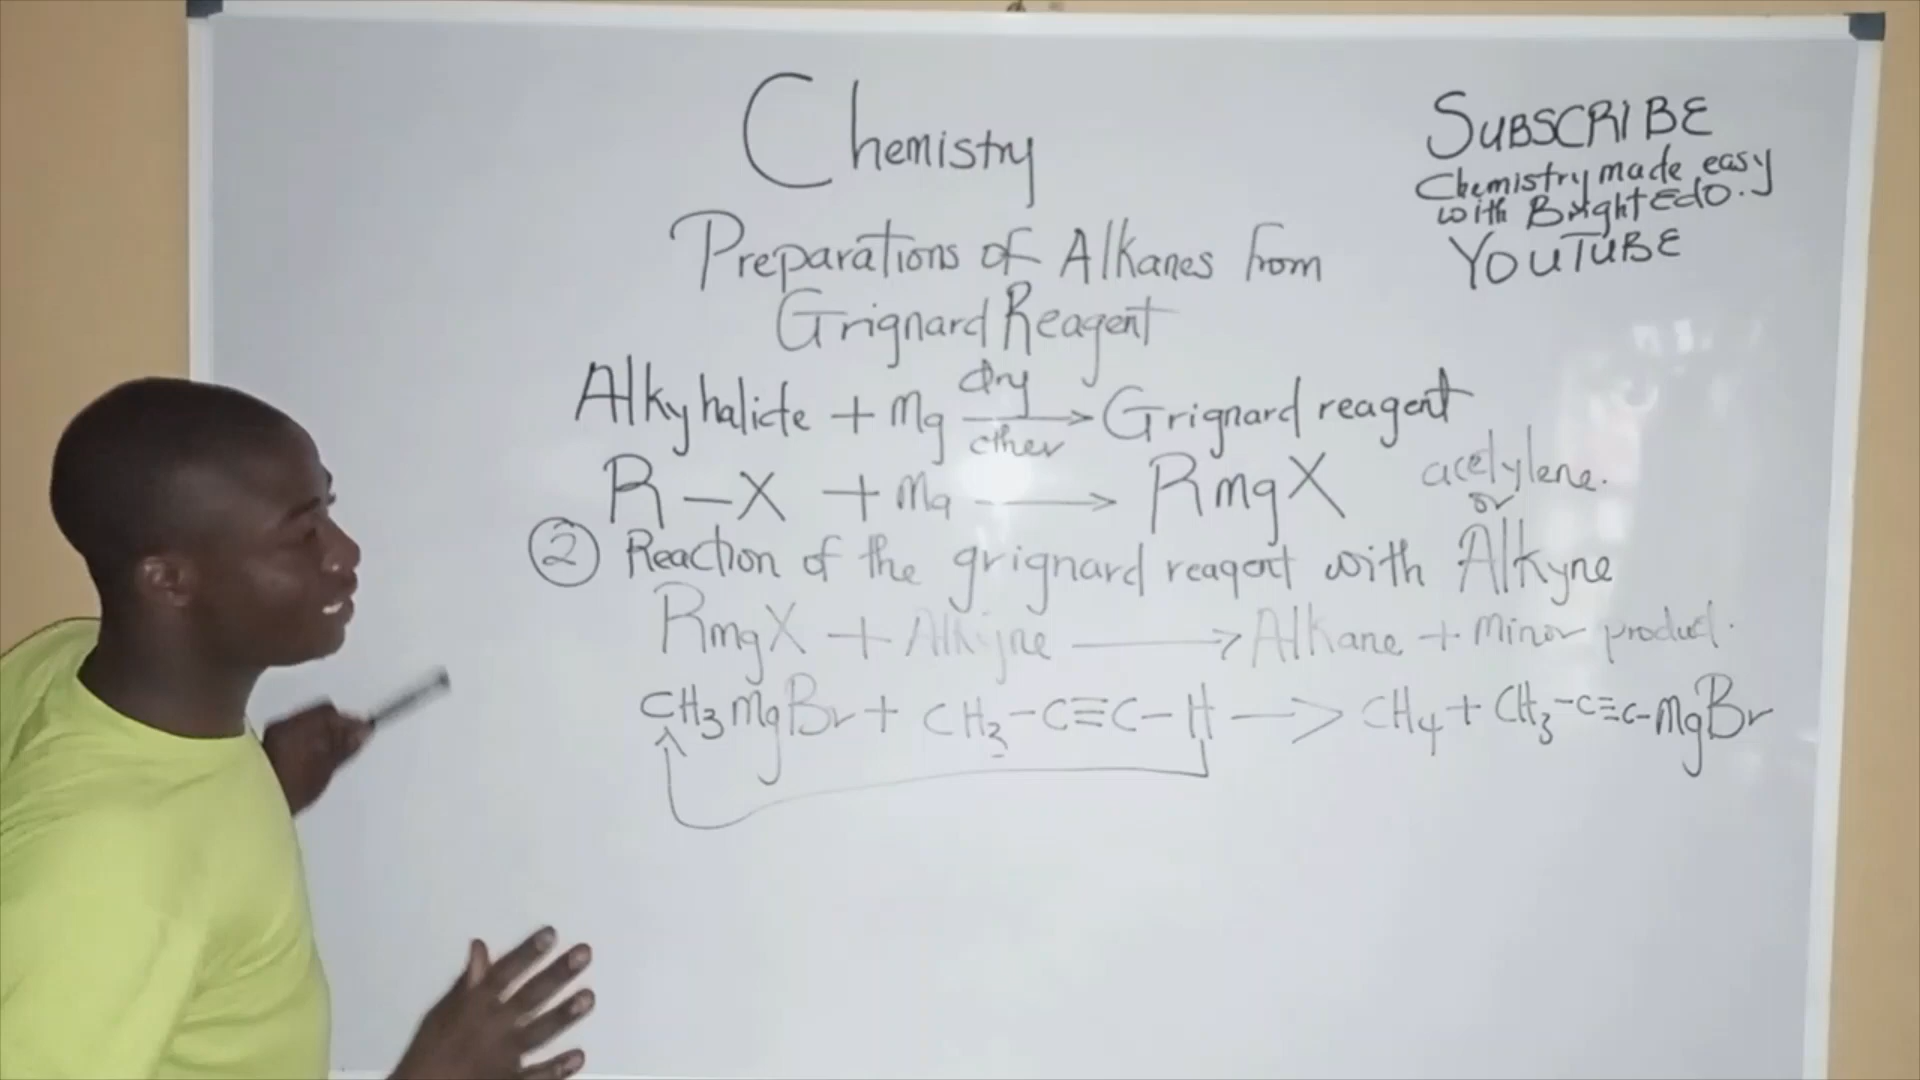 Chemistry
Preparations of Alkanes from
Grignard Reagent
Alkyhalide + Mg dry ether → Grignard reagent
R – X + Mg → RmgX
② Reaction of the grignard reagent with acetylene. or Alkyne
RmgX + Alkyne → Alkane + minor product.
CH3MgBr + CH3-C≡C-H → CH4 + CH3-C≡C-MgBr
SUBSCRIBE
Chemistry made easy
with BrightEdo.
YOUTUBE